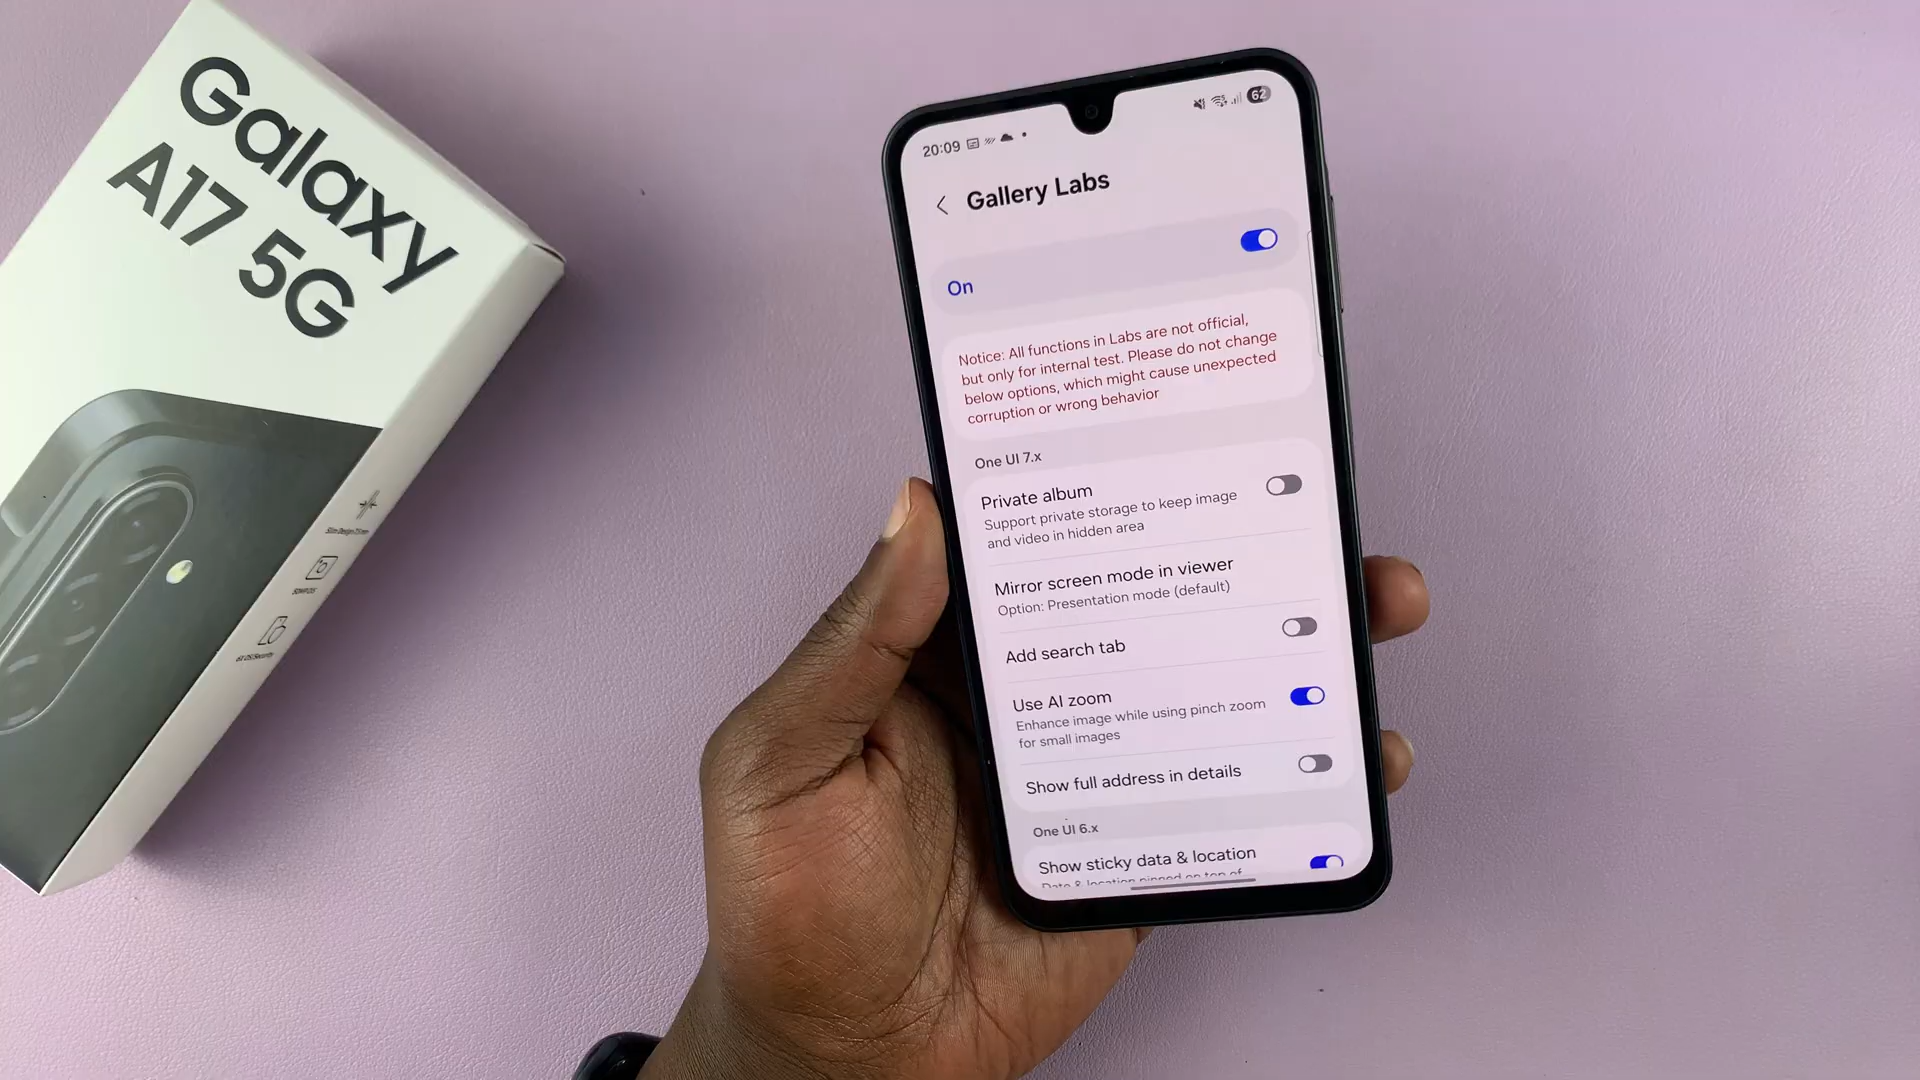 Galaxy
A17 5G
20:09
62
Gallery Labs
On
Notice: All functions in Labs are not official,
but only for internal test. Please do not change
below options, which might cause unexpected
corruption or wrong behavior
One UI 7.x
Private album
Support private storage to keep image
and video in hidden area
Mirror screen mode in viewer
Option: Presentation mode (default)
Add search tab
Use AI zoom
Enhance image while using pinch zoom
for small images
Show full address in details
One UI 6.x
Show sticky data & location